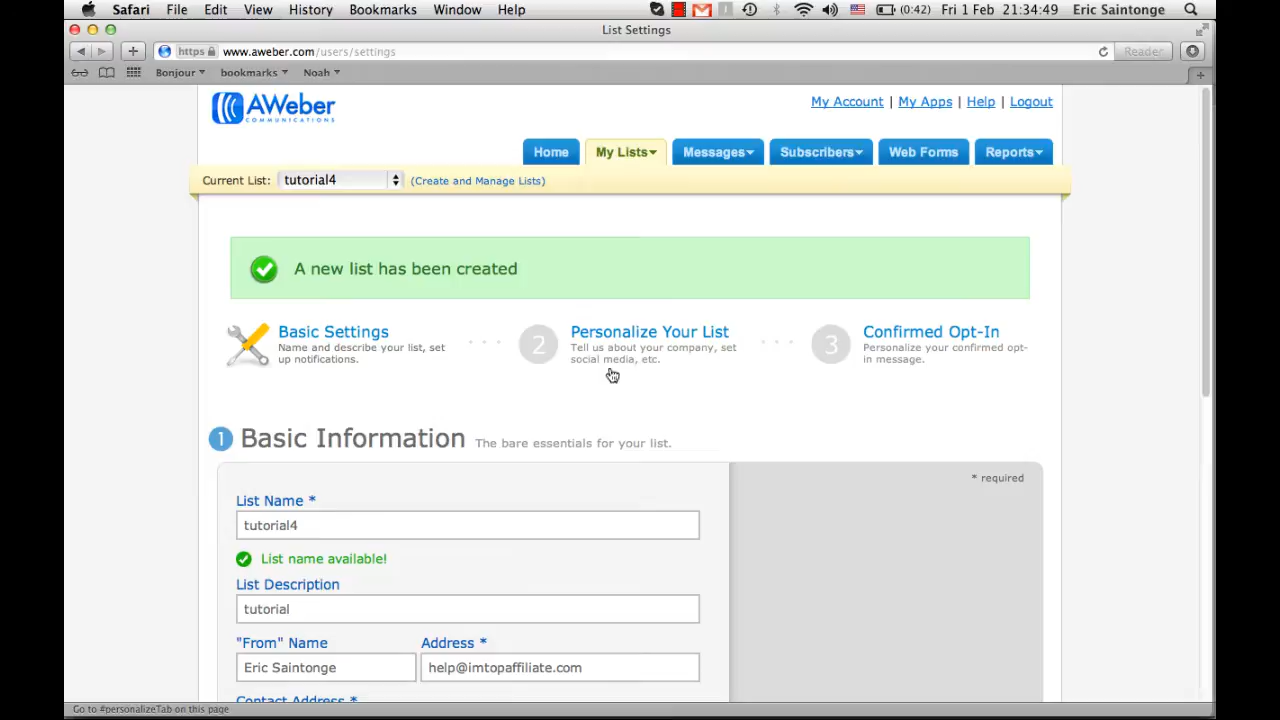 Safari File Edit View History Bookmarks Window Help (0:42) Fri 1 Feb 21:34:49 Eric Saintonge
List Settings
https www.aweber.com/users/settings Reader
Bonjour bookmarks Noah
AWeber
COMMUNICATIONS
My Account | My Apps | Help | Logout
Home My Lists Messages Subscribers Web Forms Reports
Current List: tutorial4 (Create and Manage Lists)
A new list has been created
Basic Settings
Name and describe your list, set
up notifications.
2
Personalize Your List
Tell us about your company, set
social media, etc.
3
Confirmed Opt-In
Personalize your confirmed opt-
in message.
1 Basic Information The bare essentials for your list.
* required
List Name *
tutorial4
List name available!
List Description
tutorial
"From" Name Address *
Eric Saintonge help@imtopaffiliate.com
Contact Address *
Go to #personalizeTab on this page